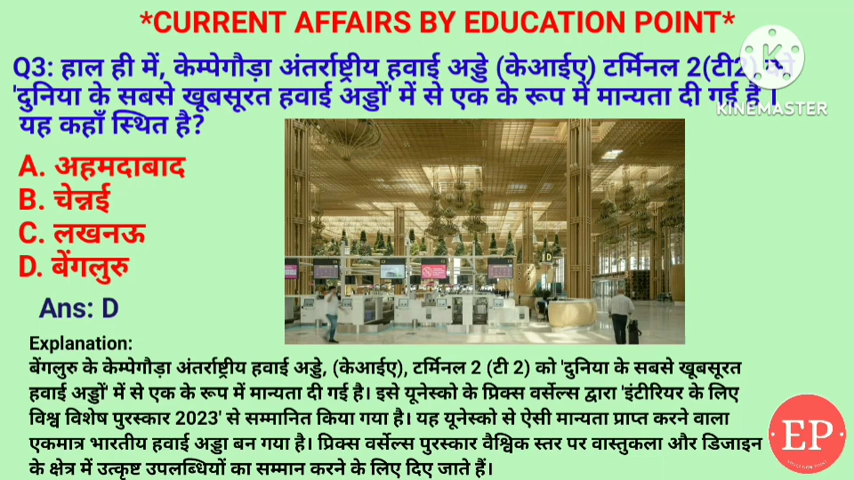 *CURRENT AFFAIRS BY EDUCATION POINT*
Q3: हाल ही में, केम्पेगौड़ा अंतर्राष्ट्रीय हवाई अड्डे (केआईए) टर्मिनल 2(टी2) को
'दुनिया के सबसे खूबसूरत हवाई अड्डों' में से एक के रूप में मान्यता दी गई है।
यह कहाँ स्थित है?
KINEMASTER
A. अहमदाबाद
B. चेन्नई
C. लखनऊ
D. बेंगलुरु
Ans: D
Explanation:
बेंगलुरु के केम्पेगौड़ा अंतर्राष्ट्रीय हवाई अड्डे, (केआईए), टर्मिनल 2 (टी 2) को 'दुनिया के सबसे खूबसूरत
हवाई अड्डों' में से एक के रूप में मान्यता दी गई है। इसे यूनेस्को के प्रिक्स वर्सेल्स द्वारा 'इंटीरियर के लिए
विश्व विशेष पुरस्कार 2023' से सम्मानित किया गया है। यह यूनेस्को से ऐसी मान्यता प्राप्त करने वाला
एकमात्र भारतीय हवाई अड्डा बन गया है। प्रिक्स वर्सेल्स पुरस्कार वैश्विक स्तर पर वास्तुकला और डिजाइन
के क्षेत्र में उत्कृष्ट उपलब्धियों का सम्मान करने के लिए दिए जाते हैं।
EP